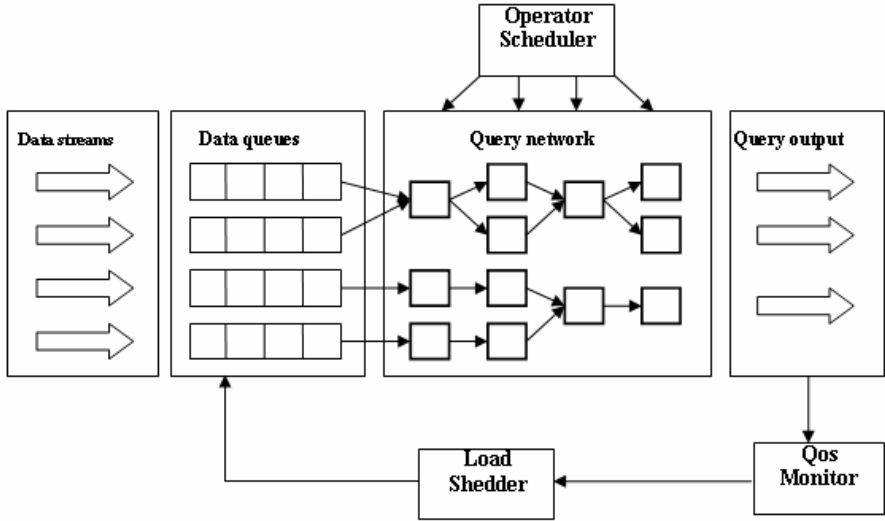 Operator
Scheduler
Data streams
Data queues
Query network
Query output
Load
Shedder
Qos
Monitor